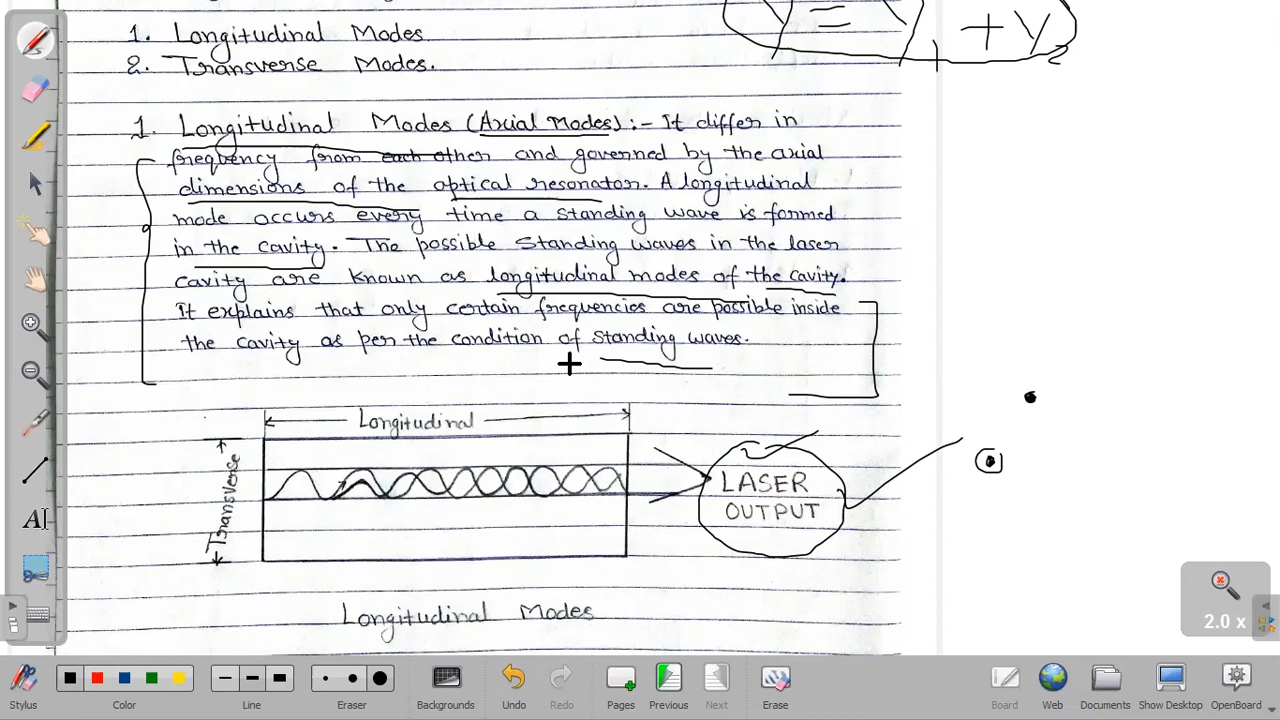 y = y1 + y2
1. Longitudinal Modes
2. Transverse Modes.
1 Longitudinal Modes (Axial Modes) :- It differ in
frequency from each other and governed by the axial
dimensions of the optical resonator. A longitudinal
mode occurs every time a standing wave is formed
in the cavity. The possible standing waves in the laser
cavity are known as longitudinal modes of the cavity.
It explains that only certain frequencies are possible inside
the cavity as per the condition of standing waves.
Longitudinal
Transverse
LASER
OUTPUT
Longitudinal Modes
2.0 x
Stylus Color Line Eraser Backgrounds Undo Redo Pages Previous Next Erase Board Web Documents Show Desktop OpenBoard